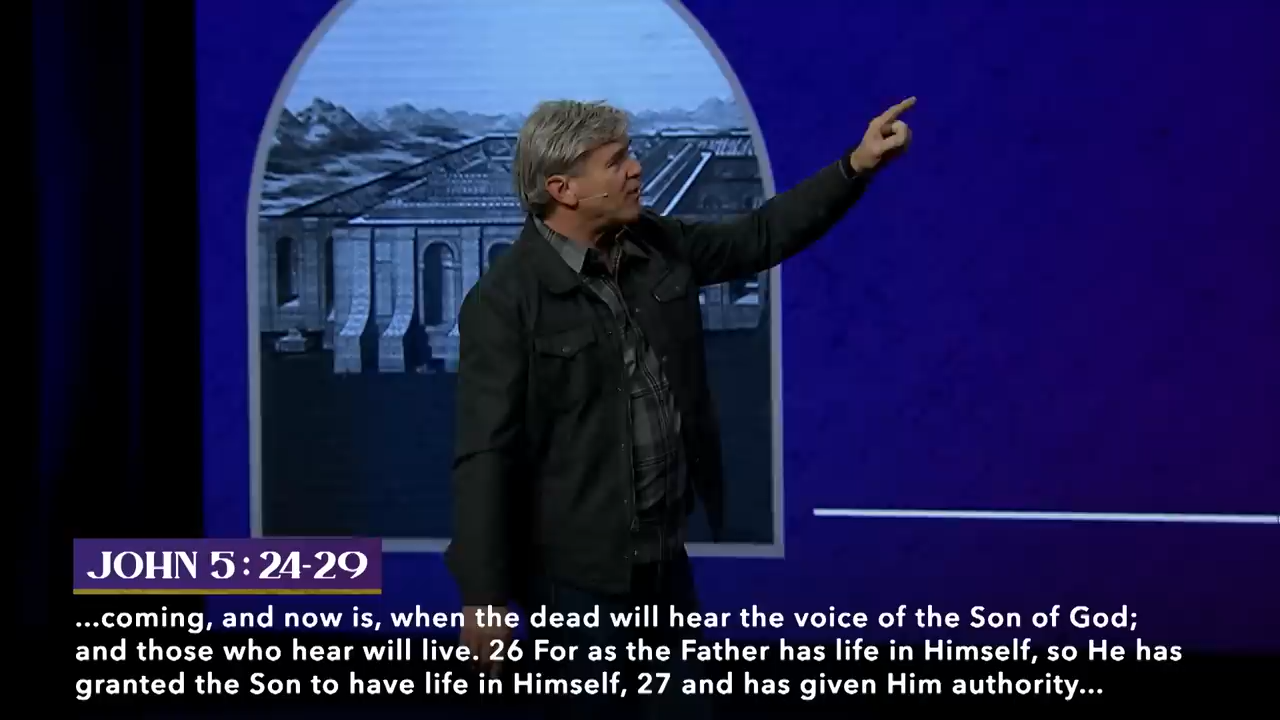 JOHN 5:24-29
...coming, and now is, when the dead will hear the voice of the Son of God;
and those who hear will live. 26 For as the Father has life in Himself, so He has
granted the Son to have life in Himself, 27 and has given Him authority...